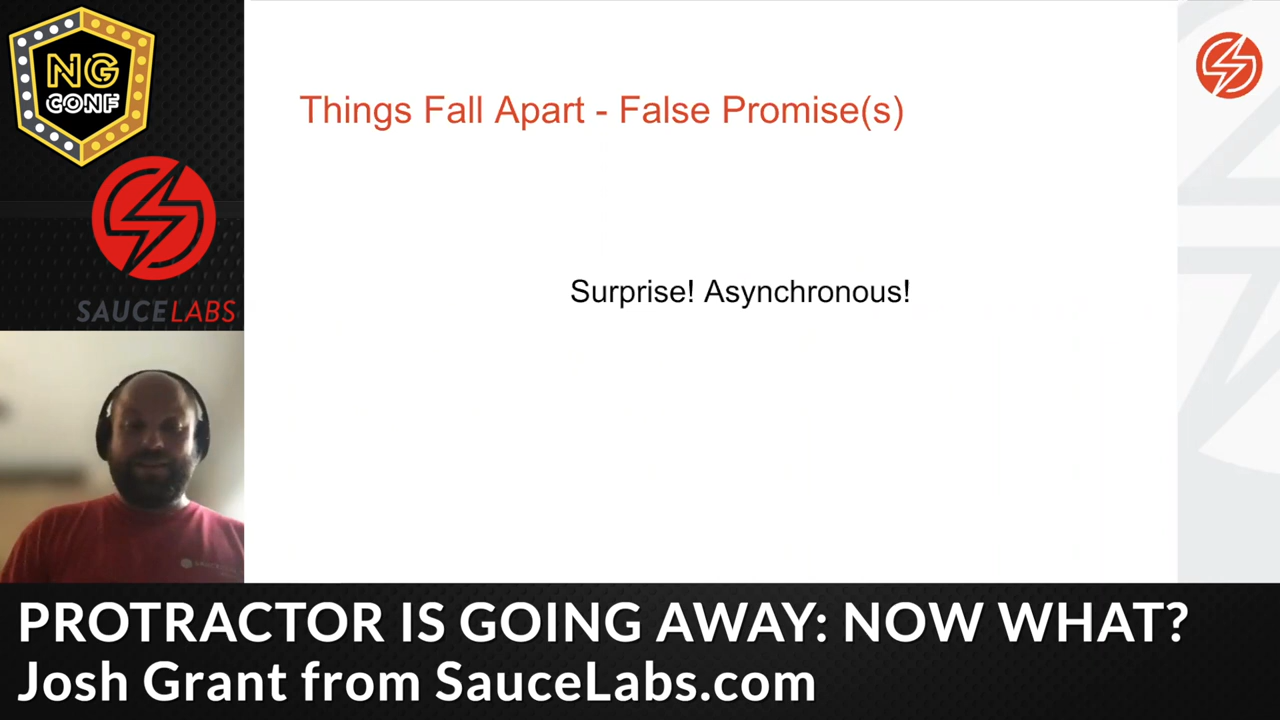 NG
CONF
SAUCELABS
Things Fall Apart - False Promise(s)
Surprise! Asynchronous!
PROTRACTOR IS GOING AWAY: NOW WHAT?
Josh Grant from SauceLabs.com